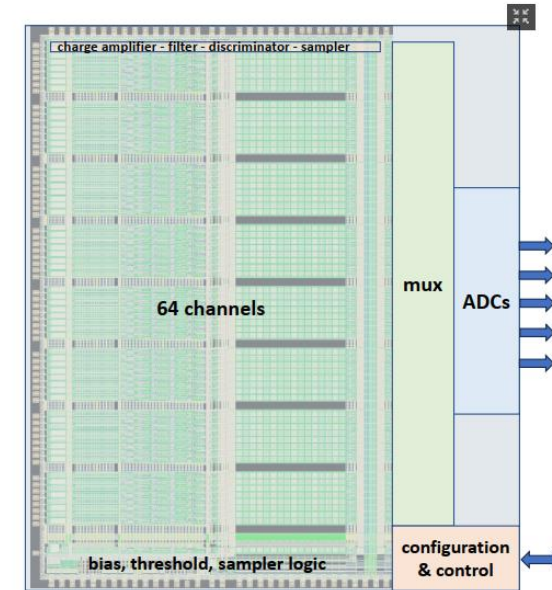 charge amplifier - filter - discriminator - sampler
64 channels
mux
ADCs
bias, threshold, sampler logic
configuration
& control